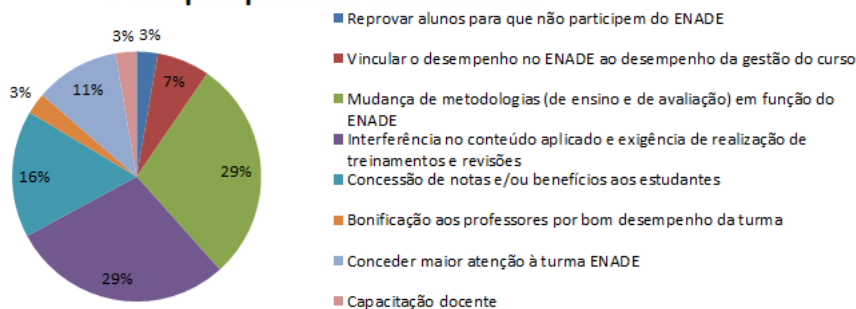 Reprovar alunos para que não participem do ENADE
Vincular o desempenho no ENADE ao desempenho da gestão do curso
Mudança de metodologias (de ensino e de avaliação) em função do
ENADE
Interferência no conteúdo aplicado e exigência de realização de
treinamentos e revisões
Concessão de notas e/ou benefícios aos estudantes
Bonificação aos professores por bom desempenho da turma
Conceder maior atenção à turma ENADE
Capacitação docente
3% 3%
7%
11%
3%
29%
16%
29%